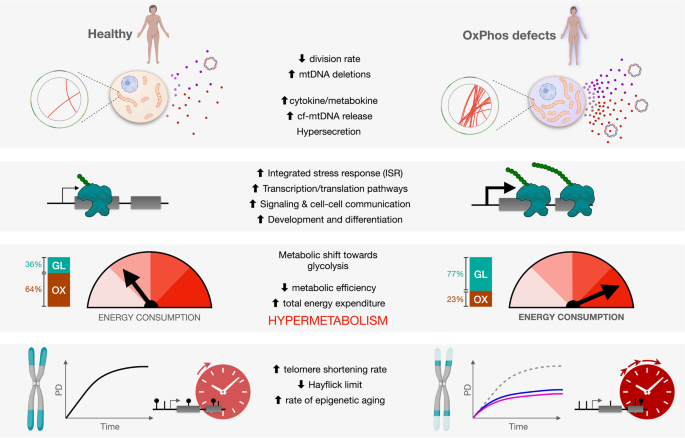 Healthy
OxPhos defects
⬇ division rate
⬆ mtDNA deletions
⬆cytokine/metabokine
⬆ cf-mtDNA release
Hypersecretion
⬆ Integrated stress response (ISR)
⬆ Transcription/translation pathways
⬆ Signaling & cell-cell communication
⬆ Development and differentiation
36%
GL
64%
OX
ENERGY CONSUMPTION
Metabolic shift towards
glycolysis
⬇ metabolic efficiency
⬆ total energy expenditure
HYPERMETABOLISM
77%
GL
23%
OX
ENERGY CONSUMPTION
PD
Time
⬆ telomere shortening rate
⬇ Hayflick limit
⬆ rate of epigenetic aging
PD
Time